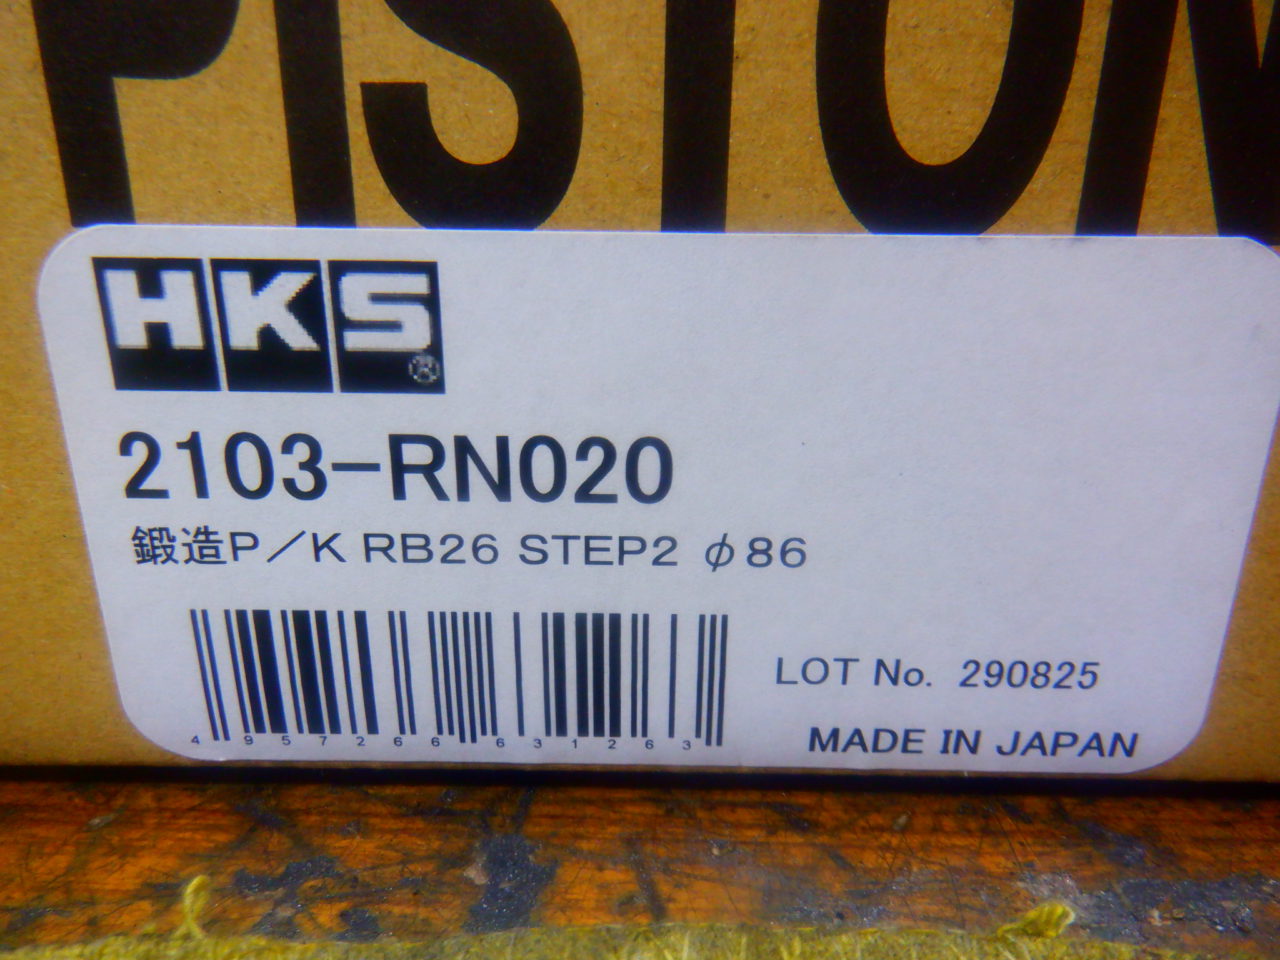 PISTON
HKS®
2103-RN020
鍛造P/K RB26 STEP2 φ86
4957266631263
LOT No. 290825
MADE IN JAPAN